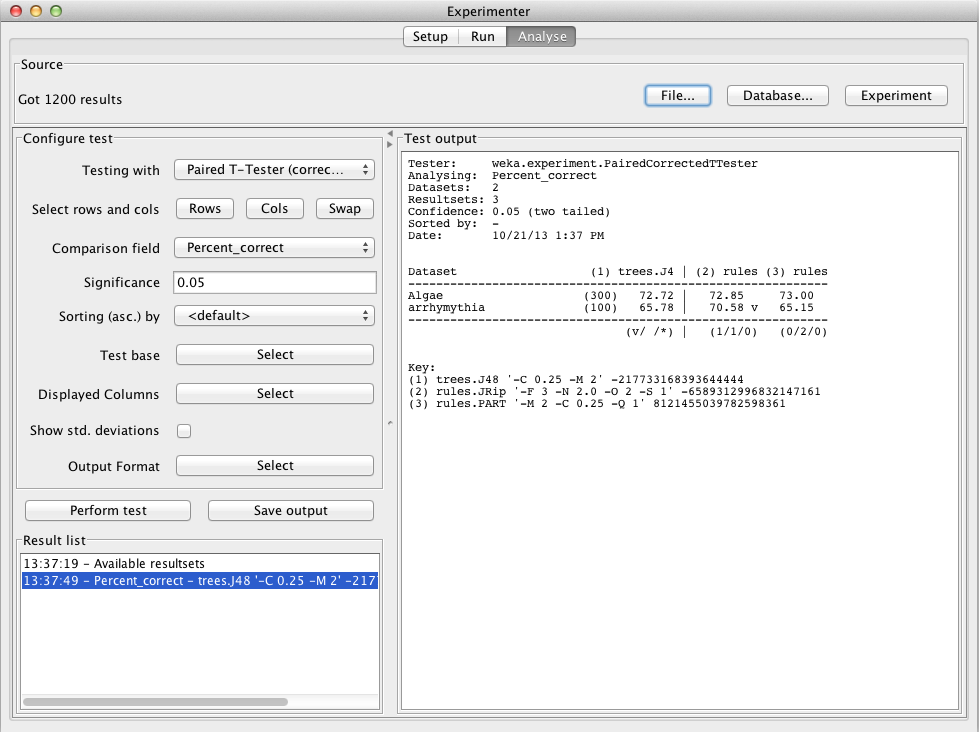 Experimenter
Setup Run Analyse
Source
Got 1200 results File... Database... Experiment
Configure test
Testing with Paired T-Tester (correc...
Select rows and cols Rows Cols Swap
Comparison field Percent_correct
Significance 0.05
Sorting (asc.) by <default>
Test base Select
Displayed Columns Select
Show std. deviations
Output Format Select
Perform test Save output
Result list
13:37:19 - Available resultsets
13:37:49 - Percent_correct - trees.J48 '-C 0.25 -M 2' -2177
Test output
Tester:     weka.experiment.PairedCorrectedTTester
Analysing:  Percent_correct
Datasets:   2
Resultsets: 3
Confidence: 0.05 (two tailed)
Sorted by:  -
Date:       10/21/13 1:37 PM
Dataset                   (1) trees.J4 | (2) rules (3) rules
------------------------------------------------------------
Algae                    (300)   72.72 |   72.85     73.00
arrhymythia              (100)   65.78 |   70.58 v   65.15
------------------------------------------------------------
                               (v/ /*) |   (1/1/0)   (0/2/0)
Key:
(1) trees.J48 '-C 0.25 -M 2' -217733168393644444
(2) rules.JRip '-F 3 -N 2.0 -O 2 -S 1' -6589312996832147161
(3) rules.PART '-M 2 -C 0.25 -Q 1' 8121455039782598361